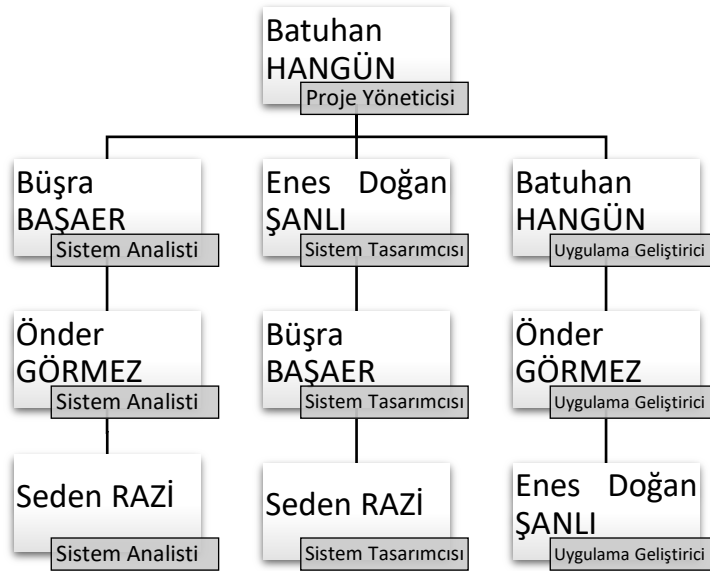 Batuhan
HANGÜN
Proje Yöneticisi
Büşra
BAŞAER
Sistem Analisti
Enes Doğan
ŞANLI
Sistem Tasarımcısı
Batuhan
HANGÜN
Uygulama Geliştirici
Önder
GÖRMEZ
Sistem Analisti
Büşra
BAŞAER
Sistem Tasarımcısı
Önder
GÖRMEZ
Uygulama Geliştirici
Seden RAZİ
Sistem Analisti
Seden RAZİ
Sistem Tasarımcısı
Enes Doğan
ŞANLI
Uygulama Geliştirici